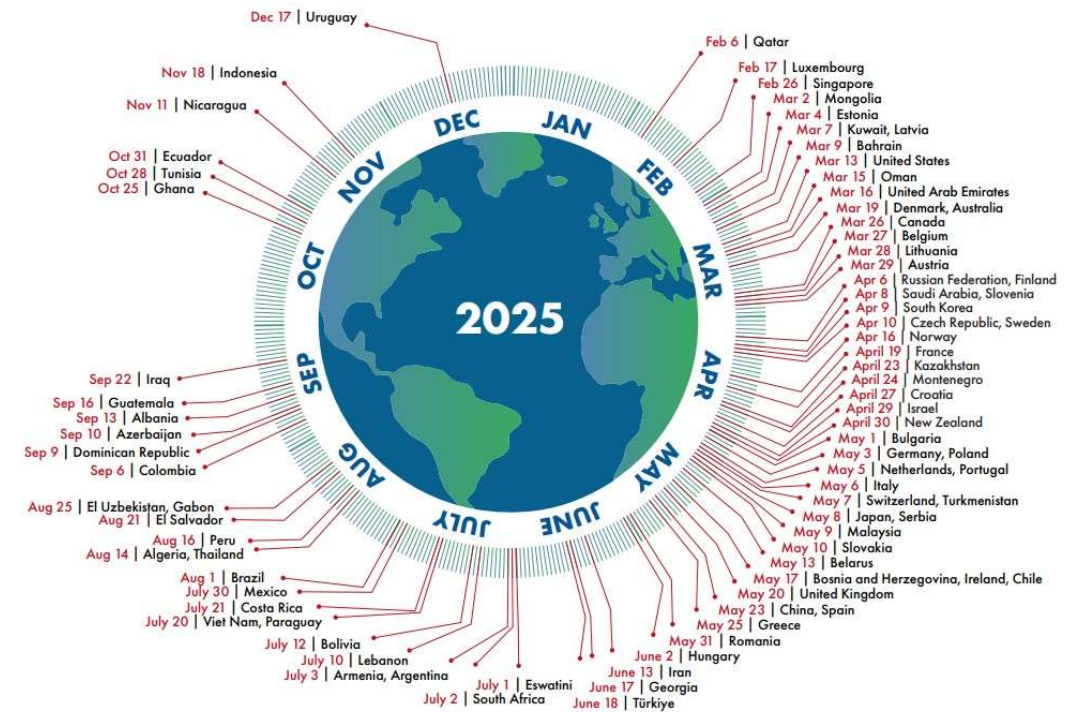 Dec 17 | Uruguay
Nov 18 | Indonesia
Nov 11 | Nicaragua
Oct 31 | Ecuador
Oct 28 | Tunisia
Oct 25 | Ghana
Sep 22 | Iraq
Sep 16 | Guatemala
Sep 13 | Albania
Sep 10 | Azerbaijan
Sep 9 | Dominican Republic
Sep 6 | Colombia
Aug 25 | El Uzbekistan, Gabon
Aug 21 | El Salvador
Aug 16 | Peru
Aug 14 | Algeria, Thailand
Aug 1 | Brazil
July 30 | Mexico
July 21 | Costa Rica
July 20 | Viet Nam, Paraguay
July 12 | Bolivia
July 10 | Lebanon
July 3 | Armenia, Argentina
July 2 | South Africa
July 1 | Eswatini
Feb 6 | Qatar
Feb 17 | Luxembourg
Feb 26 | Singapore
Mar 2 | Mongolia
Mar 4 | Estonia
Mar 7 | Kuwait, Latvia
Mar 9 | Bahrain
Mar 13 | United States
Mar 15 | Oman
Mar 16 | United Arab Emirates
Mar 19 | Denmark, Australia
Mar 26 | Canada
Mar 27 | Belgium
Mar 28 | Lithuania
Mar 29 | Austria
Apr 6 | Russian Federation, Finland
Apr 8 | Saudi Arabia, Slovenia
Apr 9 | South Korea
Apr 10 | Czech Republic, Sweden
Apr 16 | Norway
April 19 | France
April 23 | Kazakhstan
April 24 | Montenegro
April 27 | Croatia
April 29 | Israel
April 30 | New Zealand
May 1 | Bulgaria
May 3 | Germany, Poland
May 5 | Netherlands, Portugal
May 6 | Italy
May 7 | Switzerland, Turkmenistan
May 8 | Japan, Serbia
May 9 | Malaysia
May 10 | Slovakia
May 13 | Belarus
May 17 | Bosnia and Herzegovina, Ireland, Chile
May 20 | United Kingdom
May 23 | China, Spain
May 25 | Greece
May 31 | Romania
June 2 | Hungary
June 13 | Iran
June 17 | Georgia
June 18 | Türkiye
JAN
FEB
MAR
APR
MAY
JUNE
JULY
AUG
SEP
OCT
NOV
DEC
2025